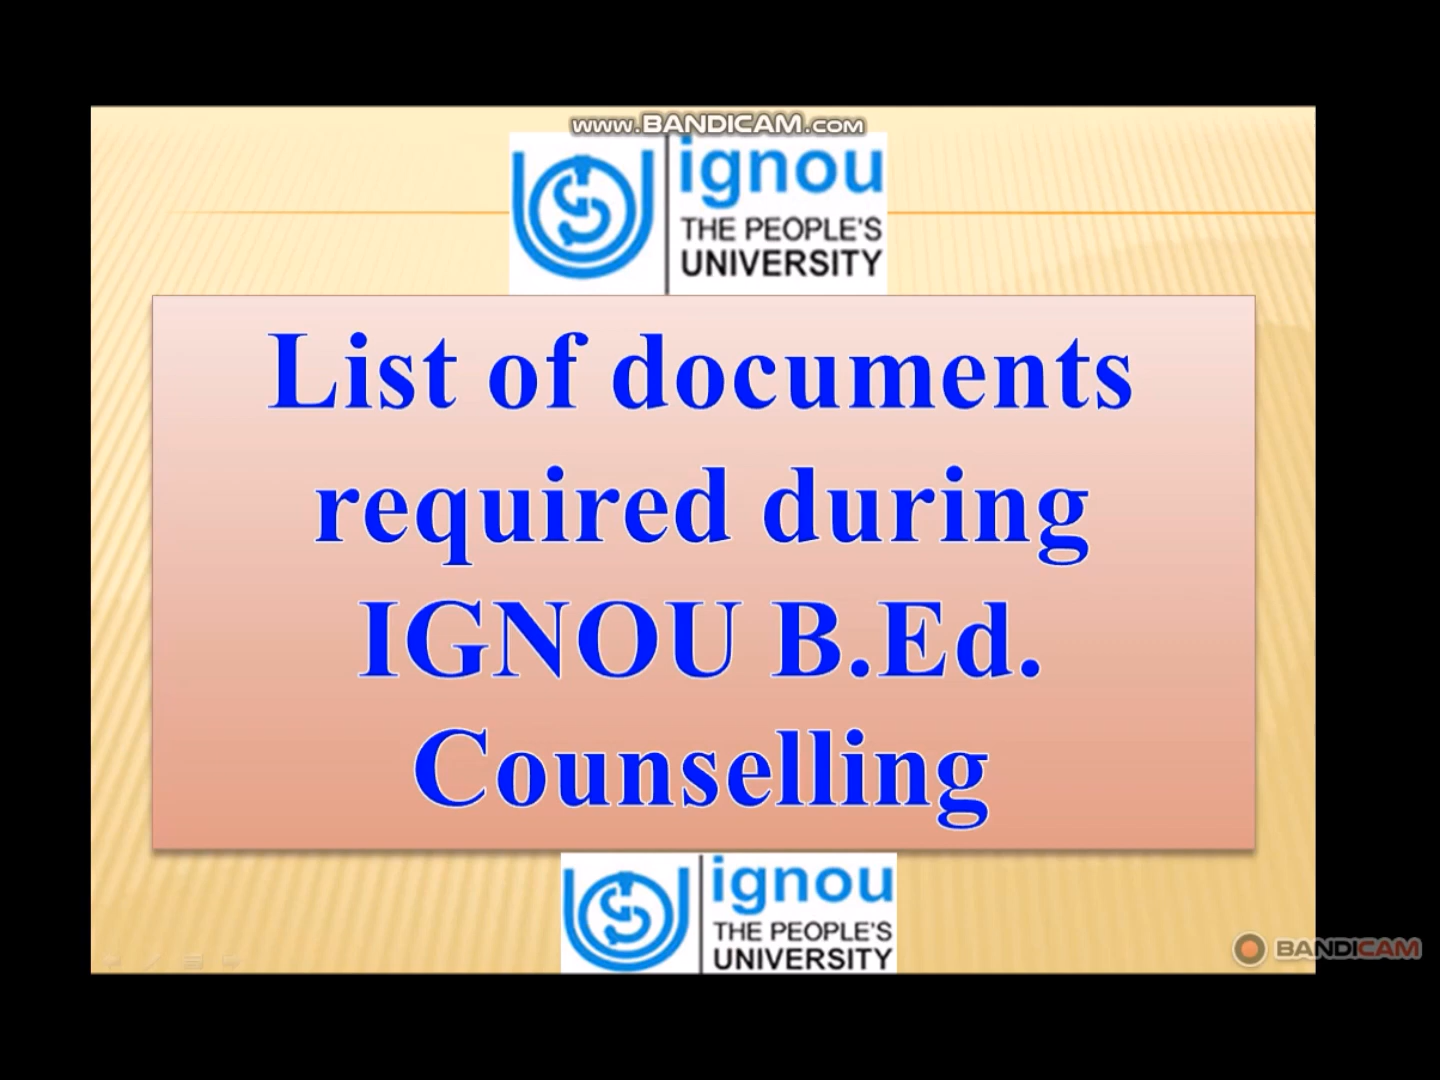 www.BANDICAM.com
ignou
THE PEOPLE'S
UNIVERSITY
List of documents
required during
IGNOU B.Ed.
Counselling
ignou
THE PEOPLE'S
UNIVERSITY
BANDICAM